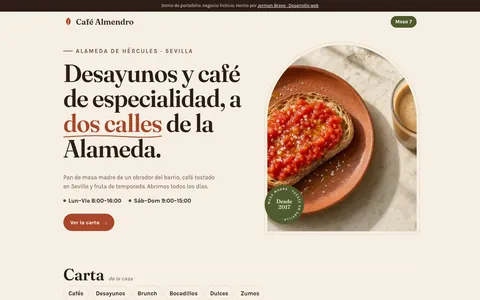 Demo de portafolio, negocio ficticio. Hecho por Jorman Bravo · Desarrollo web
Café Almendro
Mesa 7
ALAMEDA DE HÉRCULES · SEVILLA
Desayunos y café
de especialidad, a
dos calles de la
Alameda.
Pan de masa madre de un obrador del barrio, café tostado
en Sevilla y fruta de temporada. Abrimos todos los días.
Lun–Vie 8:00–16:00
Sáb–Dom 9:00–15:00
Ver la carta ↓
Desde
2017
Carta de la casa
Cafés
Desayunos
Brunch
Bocadillos
Dulces
Zumos